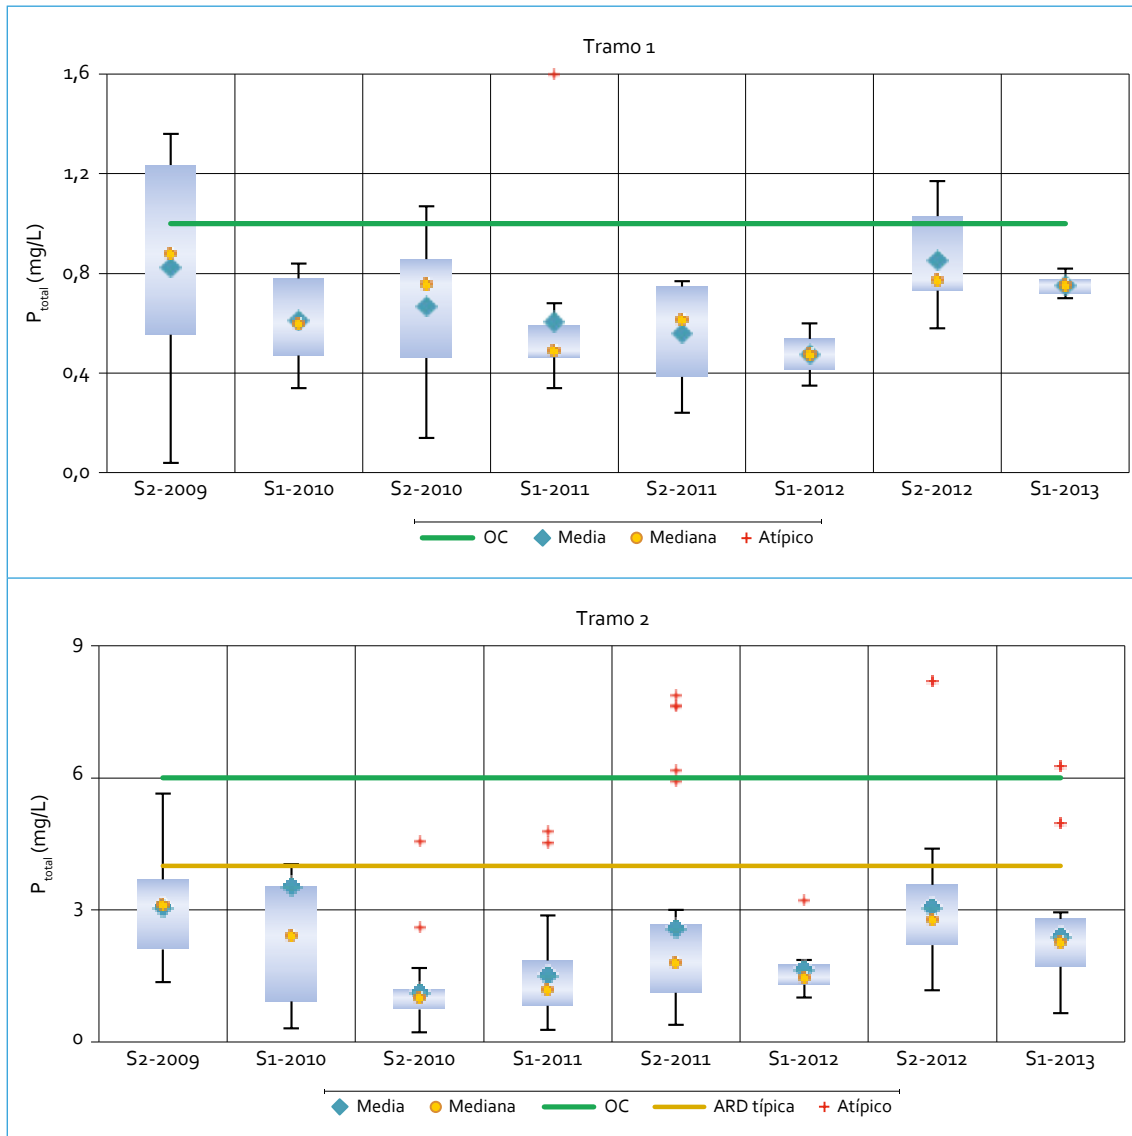 Tramo 1
1,6
1,2
0,8
0,4
0,0
P total (mg/L)
S2-2009 S1-2010 S2-2010 S1-2011 S2-2011 S1-2012 S2-2012 S1-2013
OC Media Mediana Atípico
Tramo 2
9
6
3
0
P total (mg/L)
S2-2009 S1-2010 S2-2010 S1-2011 S2-2011 S1-2012 S2-2012 S1-2013
Media Mediana OC ARD típica Atípico